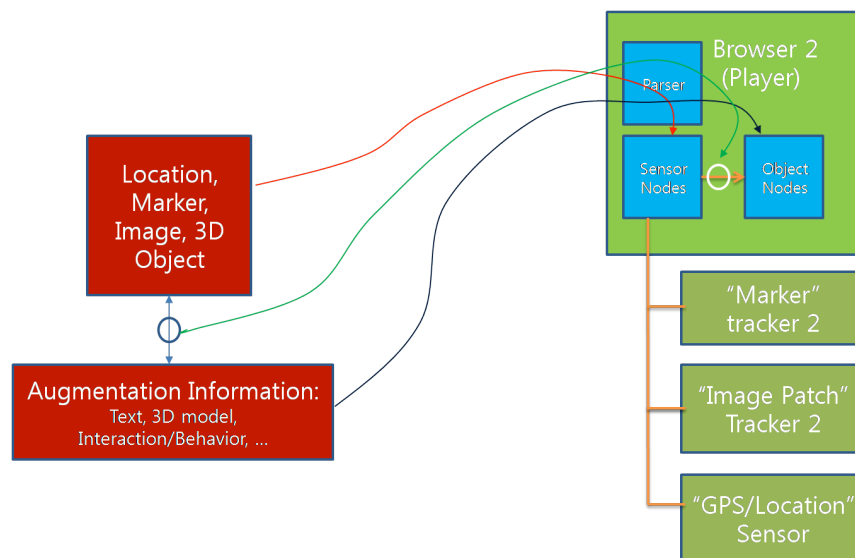 Location,
Marker,
Image, 3D
Object
Augmentation Information:
Text, 3D model,
Interaction/Behavior, ...
Browser 2
(Player)
Parser
Sensor
Nodes
Object
Nodes
“Marker”
tracker 2
“Image Patch”
Tracker 2
“GPS/Location”
Sensor